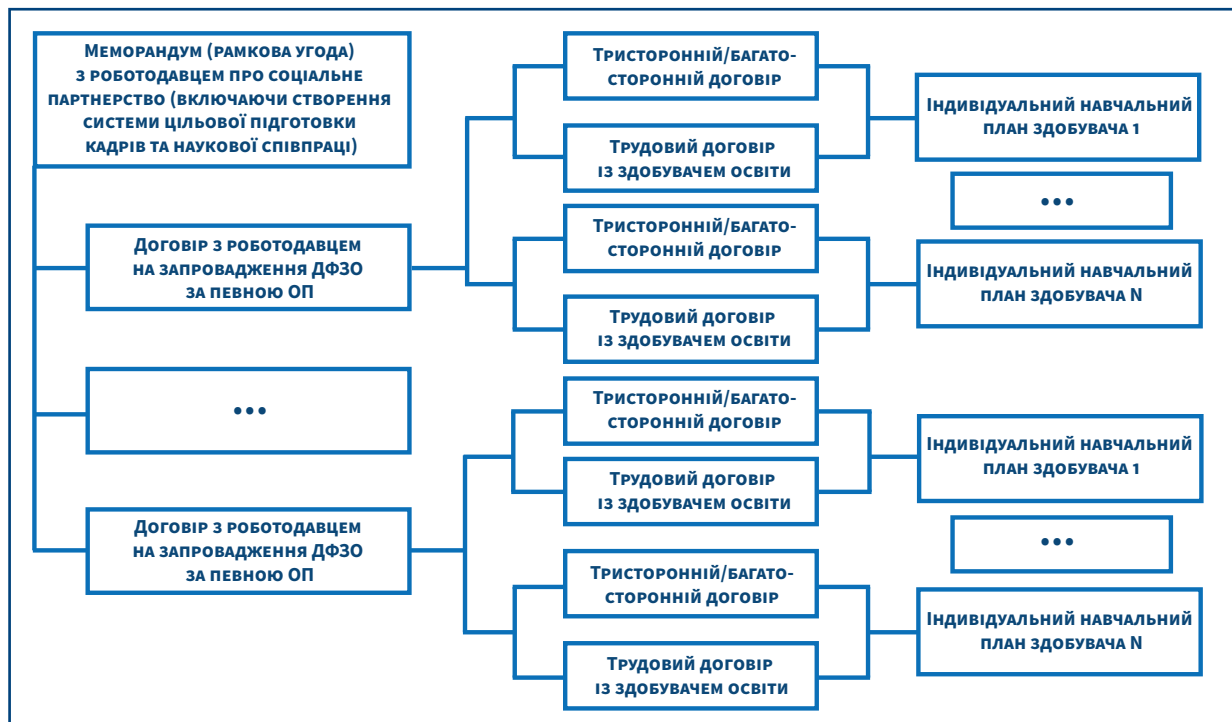 Меморандум (рамкова угода)
з роботодавцем про соціальне
партнерство (включаючи створення
системи цільової підготовки
кадрів та наукової співпраці)
Договір з роботодавцем
на запровадження ДФЗО
за певною ОП
•••
Договір з роботодавцем
на запровадження ДФЗО
за певною ОП
Тристоронній/багато-
сторонній договір
Трудовий договір
із здобувачем освіти
Тристоронній/багато-
сторонній договір
Трудовий договір
із здобувачем освіти
Тристоронній/багато-
сторонній договір
Трудовий договір
із здобувачем освіти
Тристоронній/багато-
сторонній договір
Трудовий договір
із здобувачем освіти
Індивідуальний навчальний
план здобувача 1
•••
Індивідуальний навчальний
план здобувача N
Індивідуальний навчальний
план здобувача 1
•••
Індивідуальний навчальний
план здобувача N